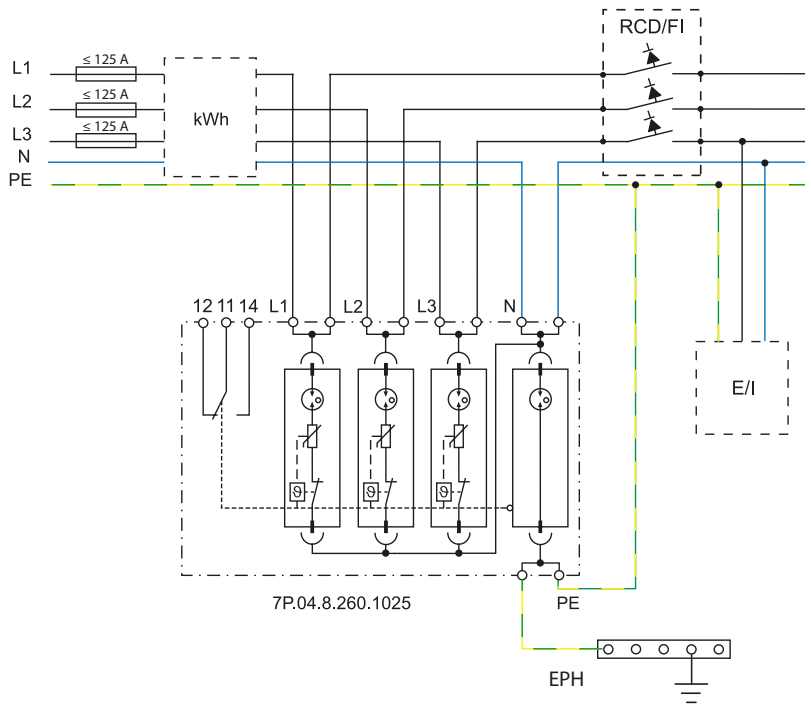 RCD/FI
≤ 125 A
L1
≤ 125 A
L2
kWh
≤ 125 A
L3
N
PE
12 11 14 L1 L2 L3 N
E/I
ϑ ϑ ϑ
7P.04.8.260.1025 PE
EPH